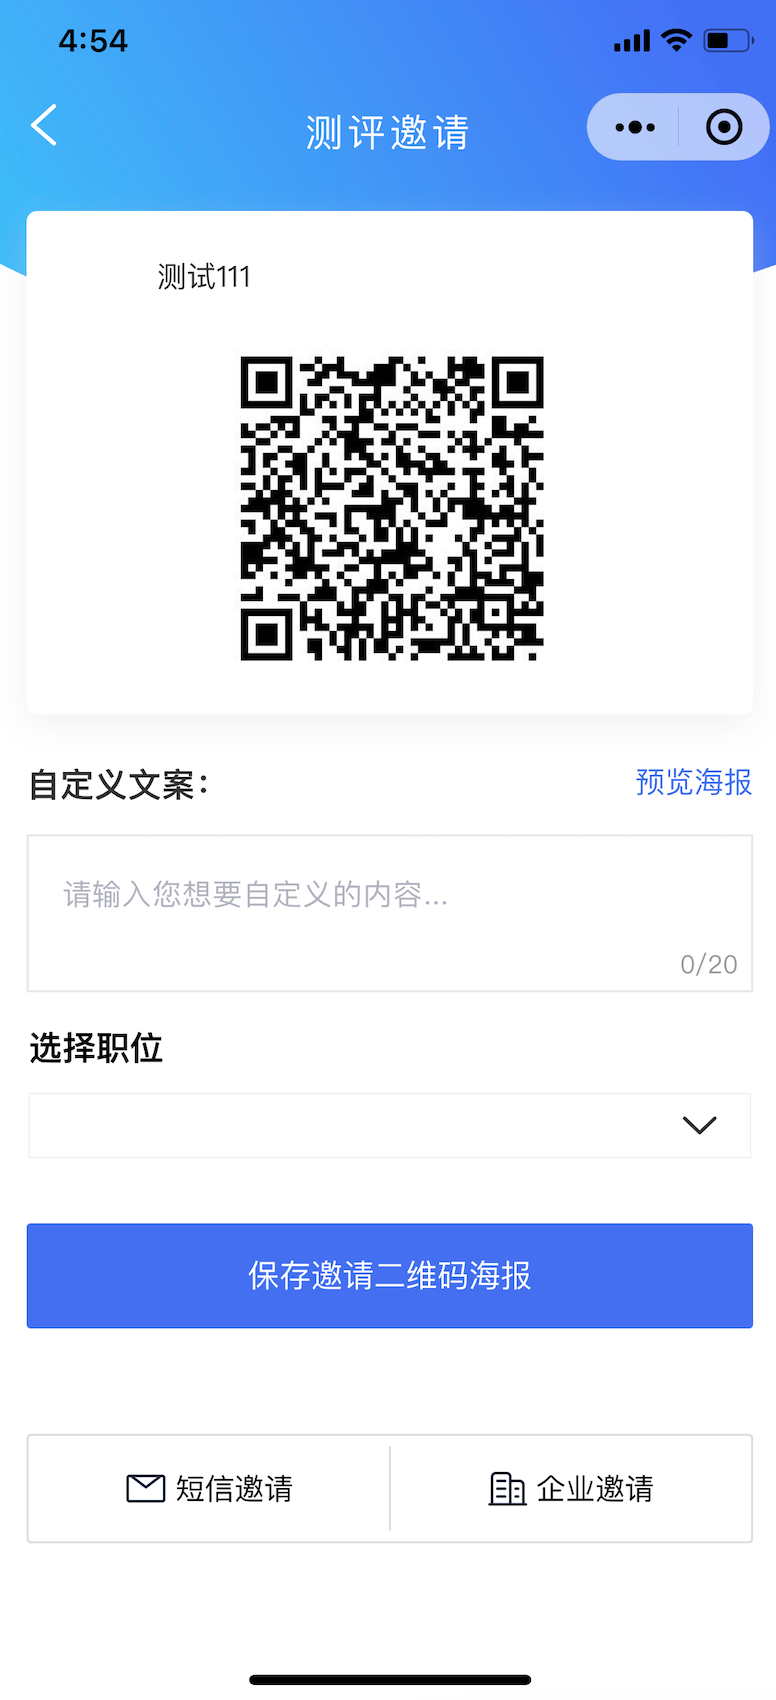 4:54
测评邀请
测试111
自定义文案：
预览海报
请输入您想要自定义的内容...
0/20
选择职位
保存邀请二维码海报
短信邀请
企业邀请